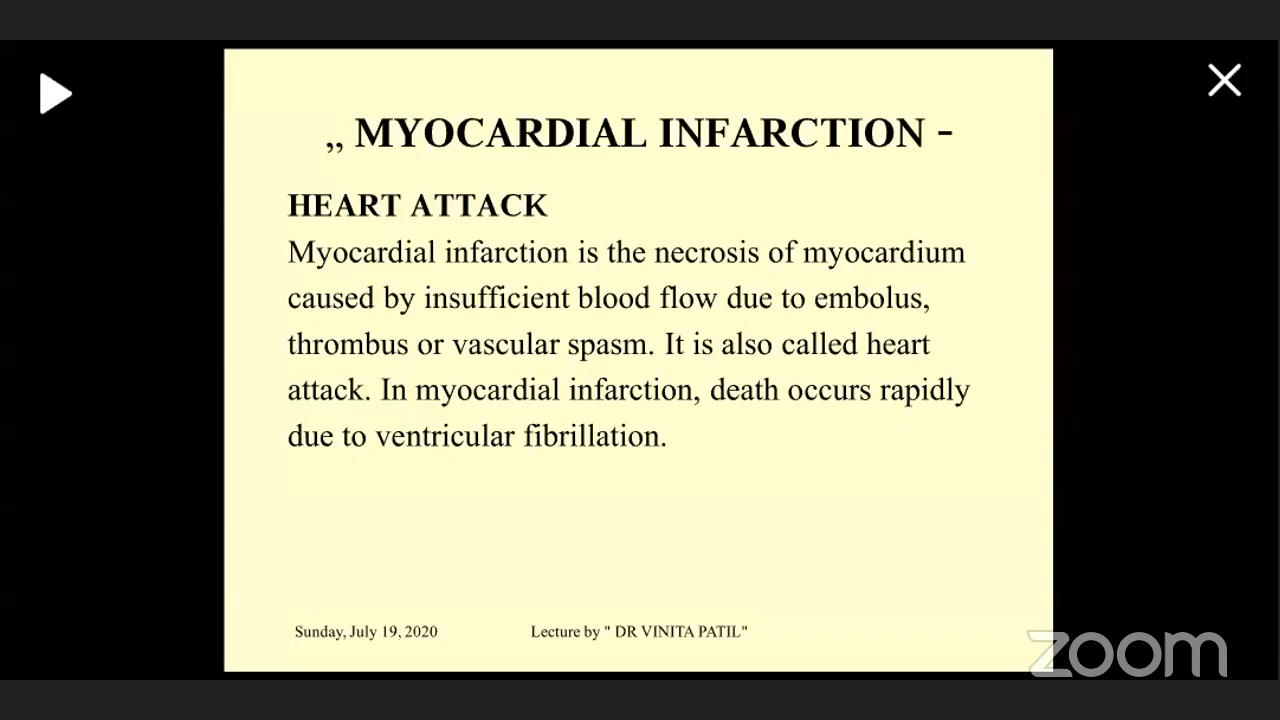 „ MYOCARDIAL INFARCTION -
HEART ATTACK
Myocardial infarction is the necrosis of myocardium
caused by insufficient blood flow due to embolus,
thrombus or vascular spasm. It is also called heart
attack. In myocardial infarction, death occurs rapidly
due to ventricular fibrillation.
Sunday, July 19, 2020
Lecture by " DR VINITA PATIL"
zoom